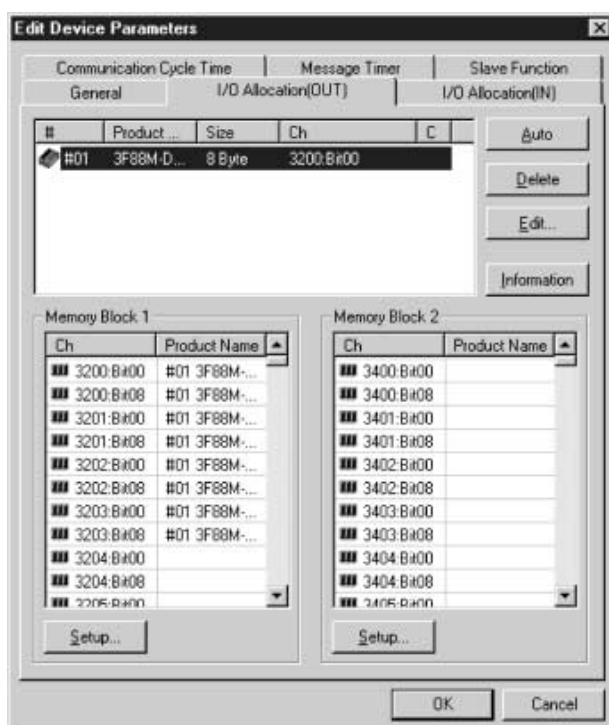 Edit Device Parameters
Communication Cycle Time Message Timer Slave Function
General I/O Allocation(OUT) I/O Allocation(IN)
# Product ... Size Ch C
#01 3F88M-D... 8 Byte 3200:Bit00
Auto
Delete
Edit...
Information
Memory Block 1
Ch Product Name
3200:Bit00 #01 3F88M-...
3200:Bit08 #01 3F88M-...
3201:Bit00 #01 3F88M-...
3201:Bit08 #01 3F88M-...
3202:Bit00 #01 3F88M-...
3202:Bit08 #01 3F88M-...
3203:Bit00 #01 3F88M-...
3203:Bit08 #01 3F88M-...
3204:Bit00
3204:Bit08
3205:Bit00
Setup...
Memory Block 2
Ch Product Name
3400:Bit00
3400:Bit08
3401:Bit00
3401:Bit08
3402:Bit00
3402:Bit08
3403:Bit00
3403:Bit08
3404:Bit00
3404:Bit08
3405:Bit00
Setup...
OK Cancel